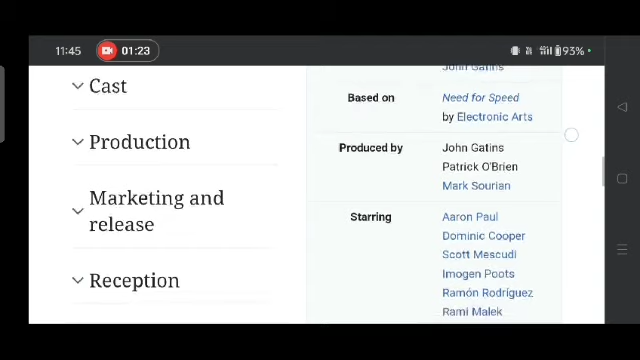 11:45
01:23
93%
Cast
Production
Marketing and
release
Reception
John Gatins
Based on
Need for Speed
by Electronic Arts
Produced by
John Gatins
Patrick O'Brien
Mark Sourian
Starring
Aaron Paul
Dominic Cooper
Scott Mescudi
Imogen Poots
Ramón Rodríguez
Rami Malek